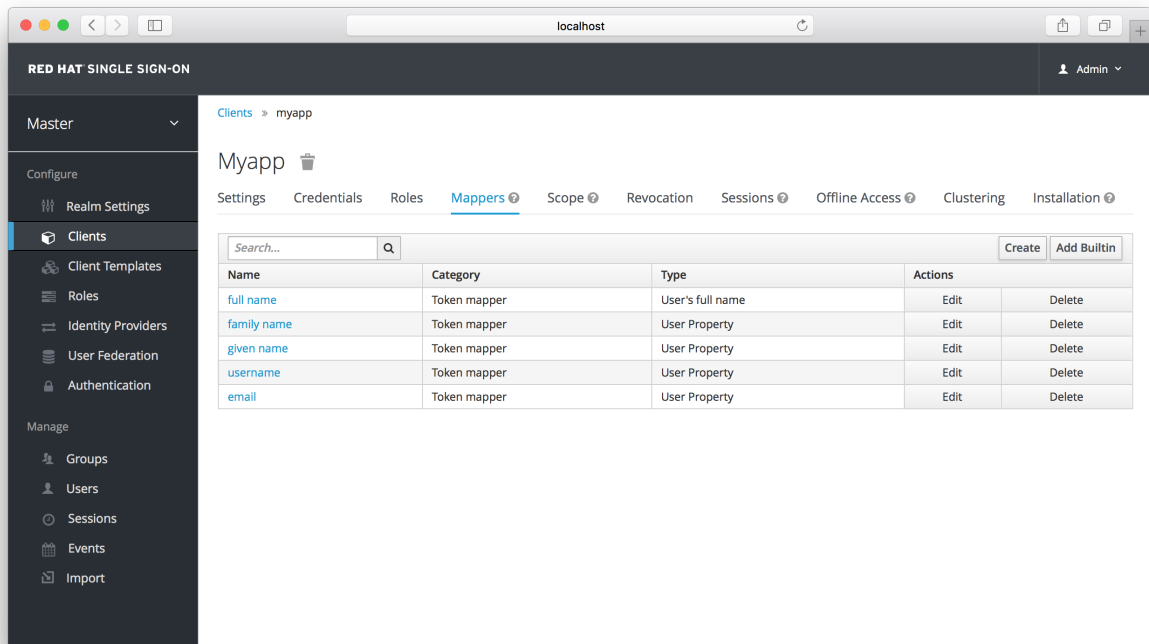 localhost
RED HAT SINGLE SIGN-ON
Admin
Master
Configure
Realm Settings
Clients
Client Templates
Roles
Identity Providers
User Federation
Authentication
Manage
Groups
Users
Sessions
Events
Import
Clients » myapp
Myapp
Settings Credentials Roles Mappers ? Scope ? Revocation Sessions ? Offline Access ? Clustering Installation ?
Search... Create Add Builtin
Name Category Type Actions
full name Token mapper User's full name Edit Delete
family name Token mapper User Property Edit Delete
given name Token mapper User Property Edit Delete
username Token mapper User Property Edit Delete
email Token mapper User Property Edit Delete